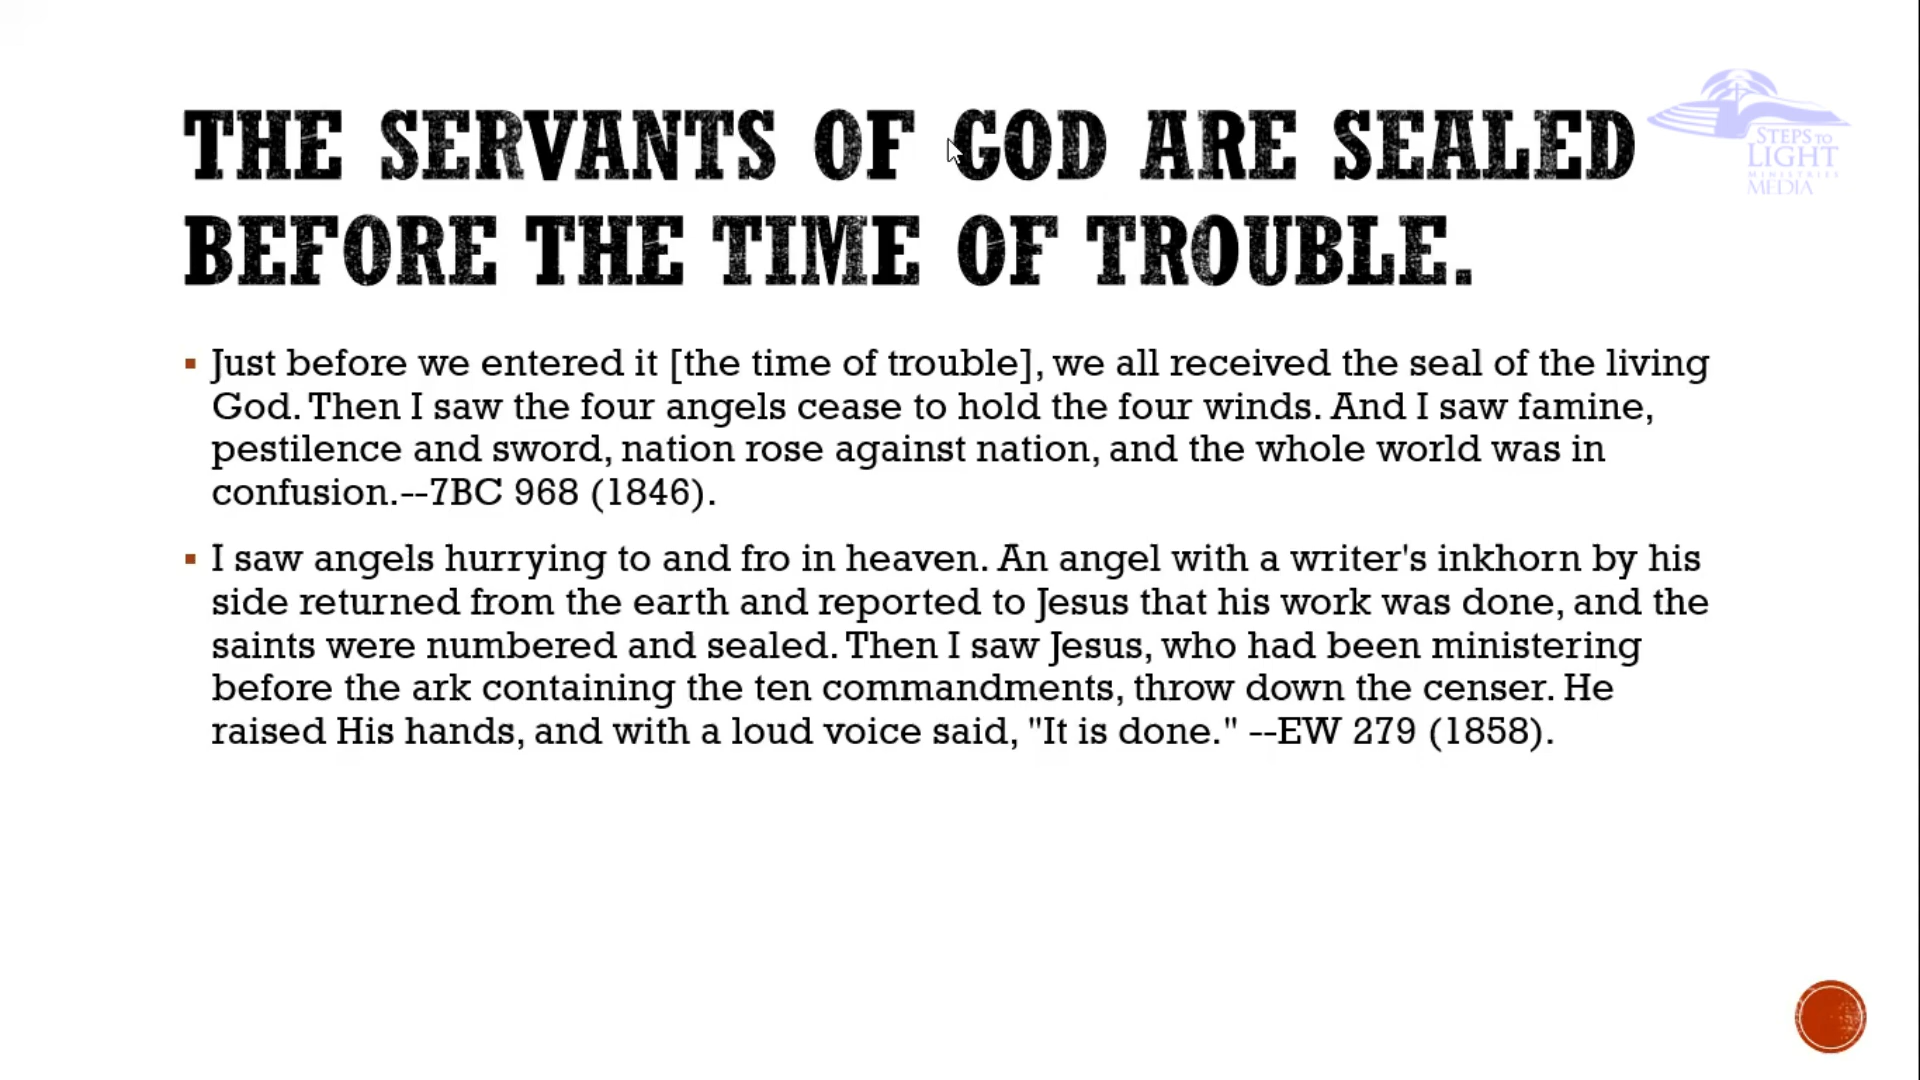 THE SERVANTS OF GOD ARE SEALED
BEFORE THE TIME OF TROUBLE.
STEPS TO
LIGHT
MINISTRIES
MEDIA
▪ Just before we entered it [the time of trouble], we all received the seal of the living
God. Then I saw the four angels cease to hold the four winds. And I saw famine,
pestilence and sword, nation rose against nation, and the whole world was in
confusion.--7BC 968 (1846).
▪ I saw angels hurrying to and fro in heaven. An angel with a writer's inkhorn by his
side returned from the earth and reported to Jesus that his work was done, and the
saints were numbered and sealed. Then I saw Jesus, who had been ministering
before the ark containing the ten commandments, throw down the censer. He
raised His hands, and with a loud voice said, "It is done." --EW 279 (1858).